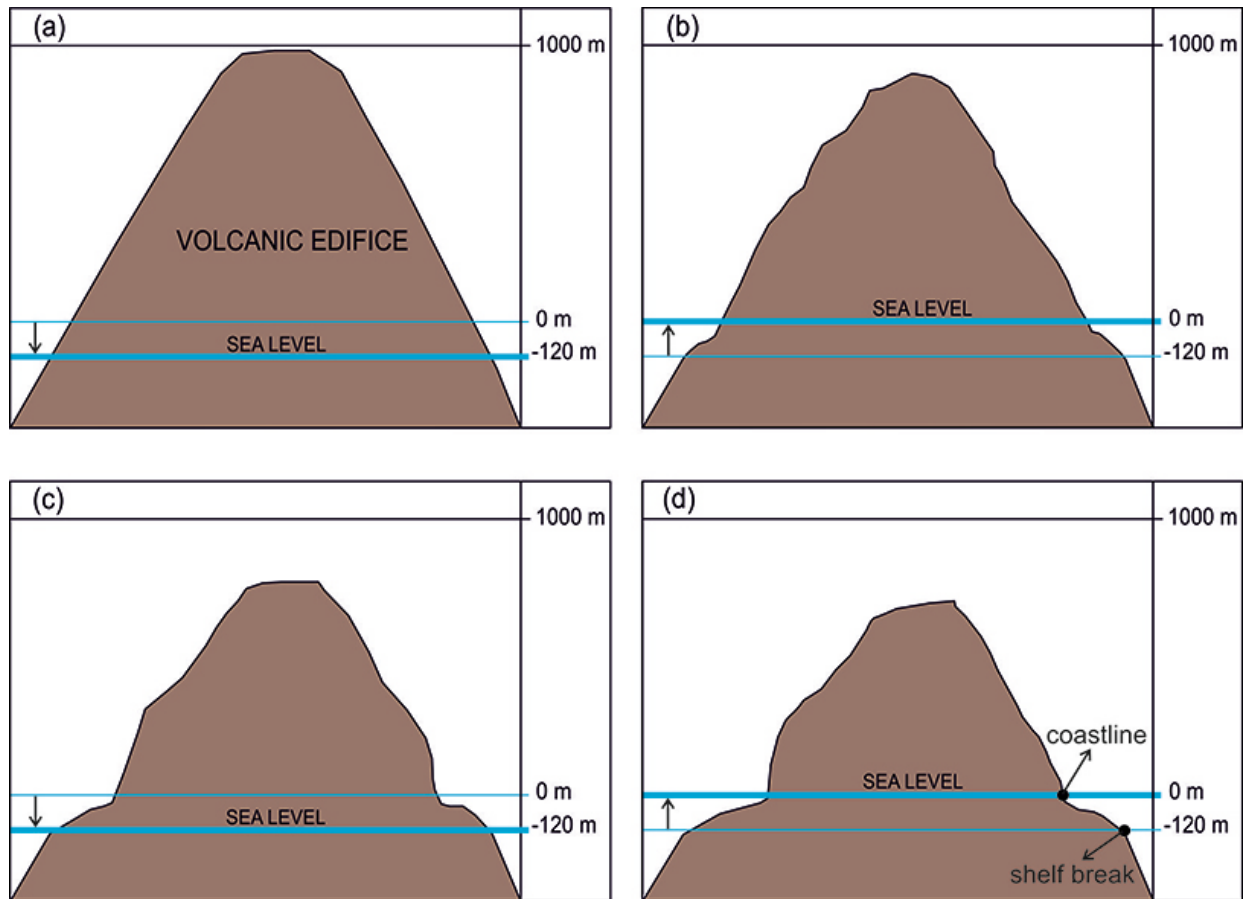 (a)
1000 m
VOLCANIC EDIFICE
0 m
SEA LEVEL
-120 m
(b)
1000 m
SEA LEVEL
0 m
-120 m
(c)
1000 m
0 m
SEA LEVEL
-120 m
(d)
1000 m
coastline
SEA LEVEL
0 m
-120 m
shelf break